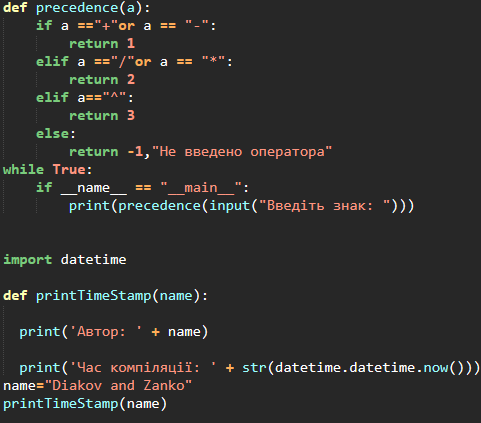 def precedence(a):
    if a =="+"or a == "-":
        return 1
    elif a =="/"or a == "*":
        return 2
    elif a=="^":
        return 3
    else:
        return -1,"Не введено оператора"
while True:
    if __name__ == "__main__":
        print(precedence(input("Введіть знак: ")))
import datetime
def printTimeStamp(name):
  print('Автор: ' + name)
  print('Час компіляції: ' + str(datetime.datetime.now()))
name="Diakov and Zanko"
printTimeStamp(name)